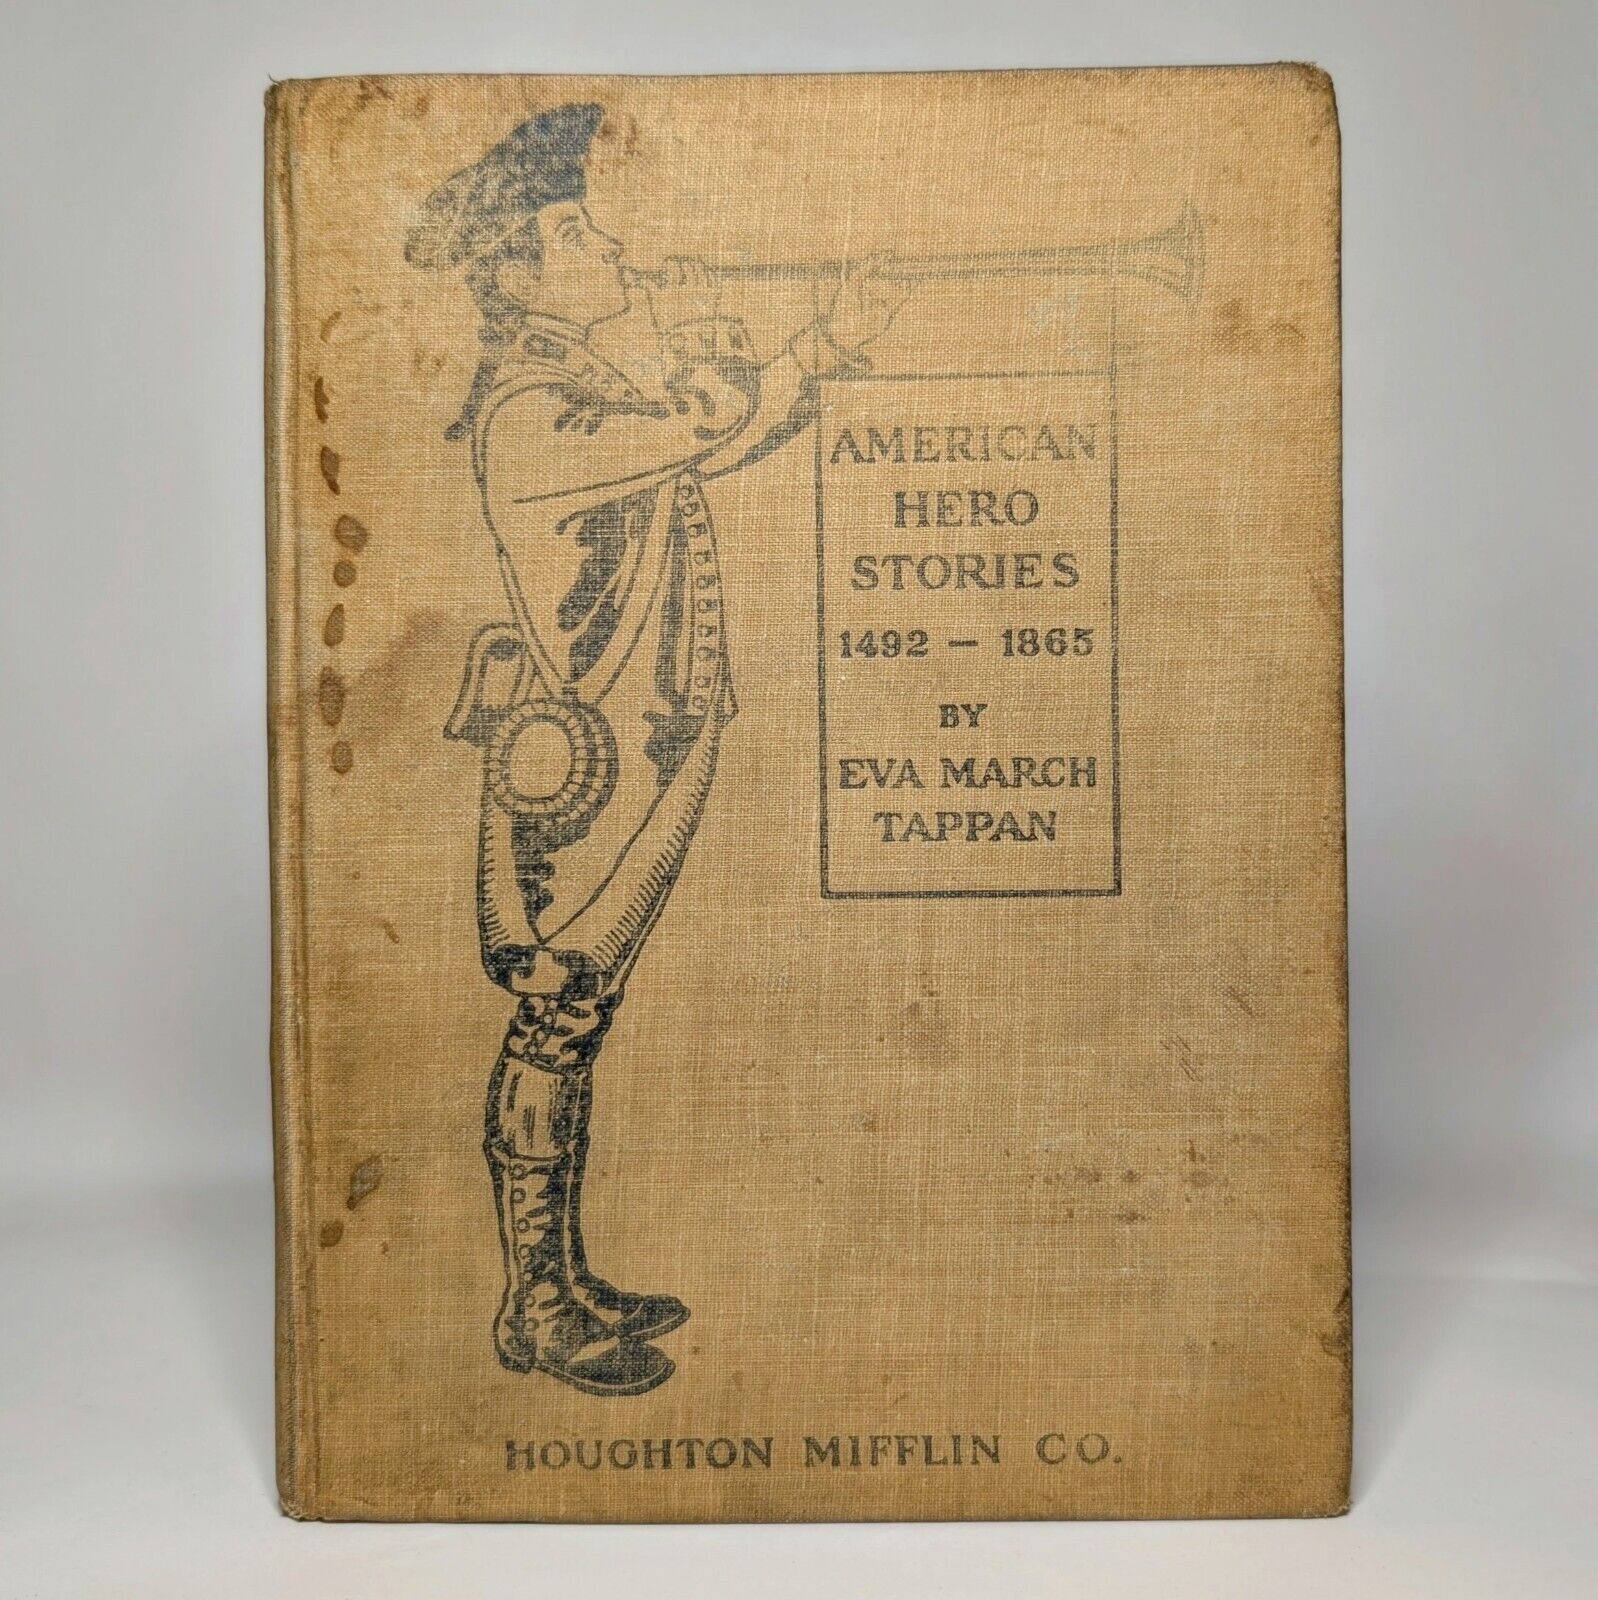 AMERICAN
HERO
STORIES
1492 – 1865
BY
EVA MARCH
TAPPAN
HOUGHTON MIFFLIN CO.